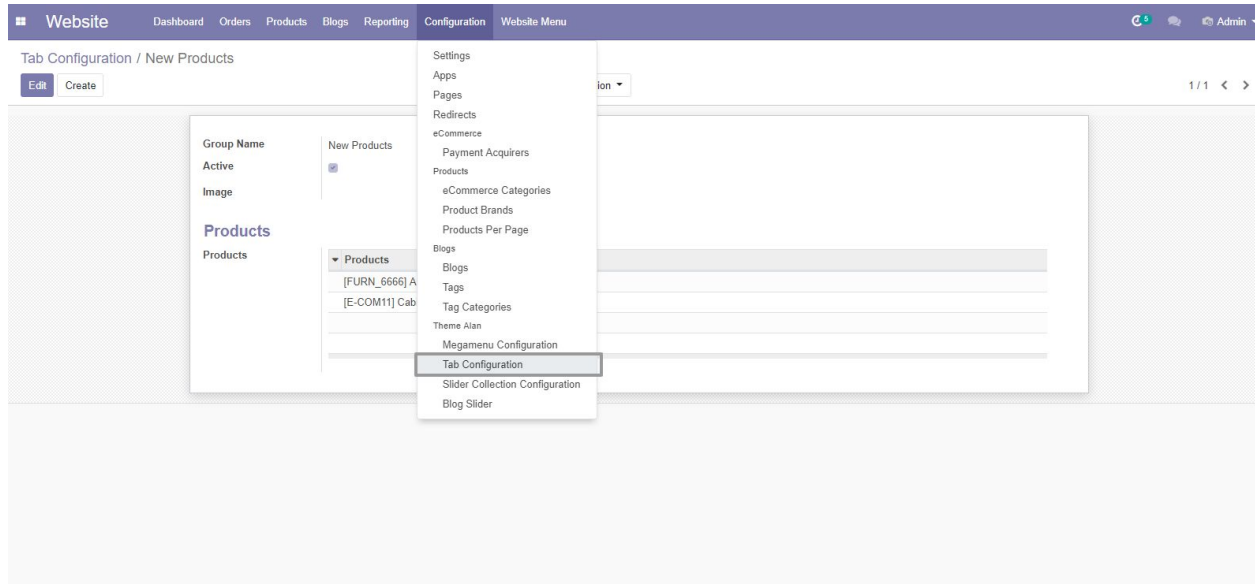 Website Dashboard Orders Products Blogs Reporting Configuration Website Menu 5 Admin
Tab Configuration / New Products
Edit Create
1 / 1
Settings
Apps
Pages
Redirects
eCommerce
Payment Acquirers
Products
eCommerce Categories
Product Brands
Products Per Page
Blogs
Blogs
Tags
Tag Categories
Theme Alan
Megamenu Configuration
Tab Configuration
Slider Collection Configuration
Blog Slider
Group Name New Products
Active
Image
Products
Products
Products
[FURN_6666] A
[E-COM11] Cab